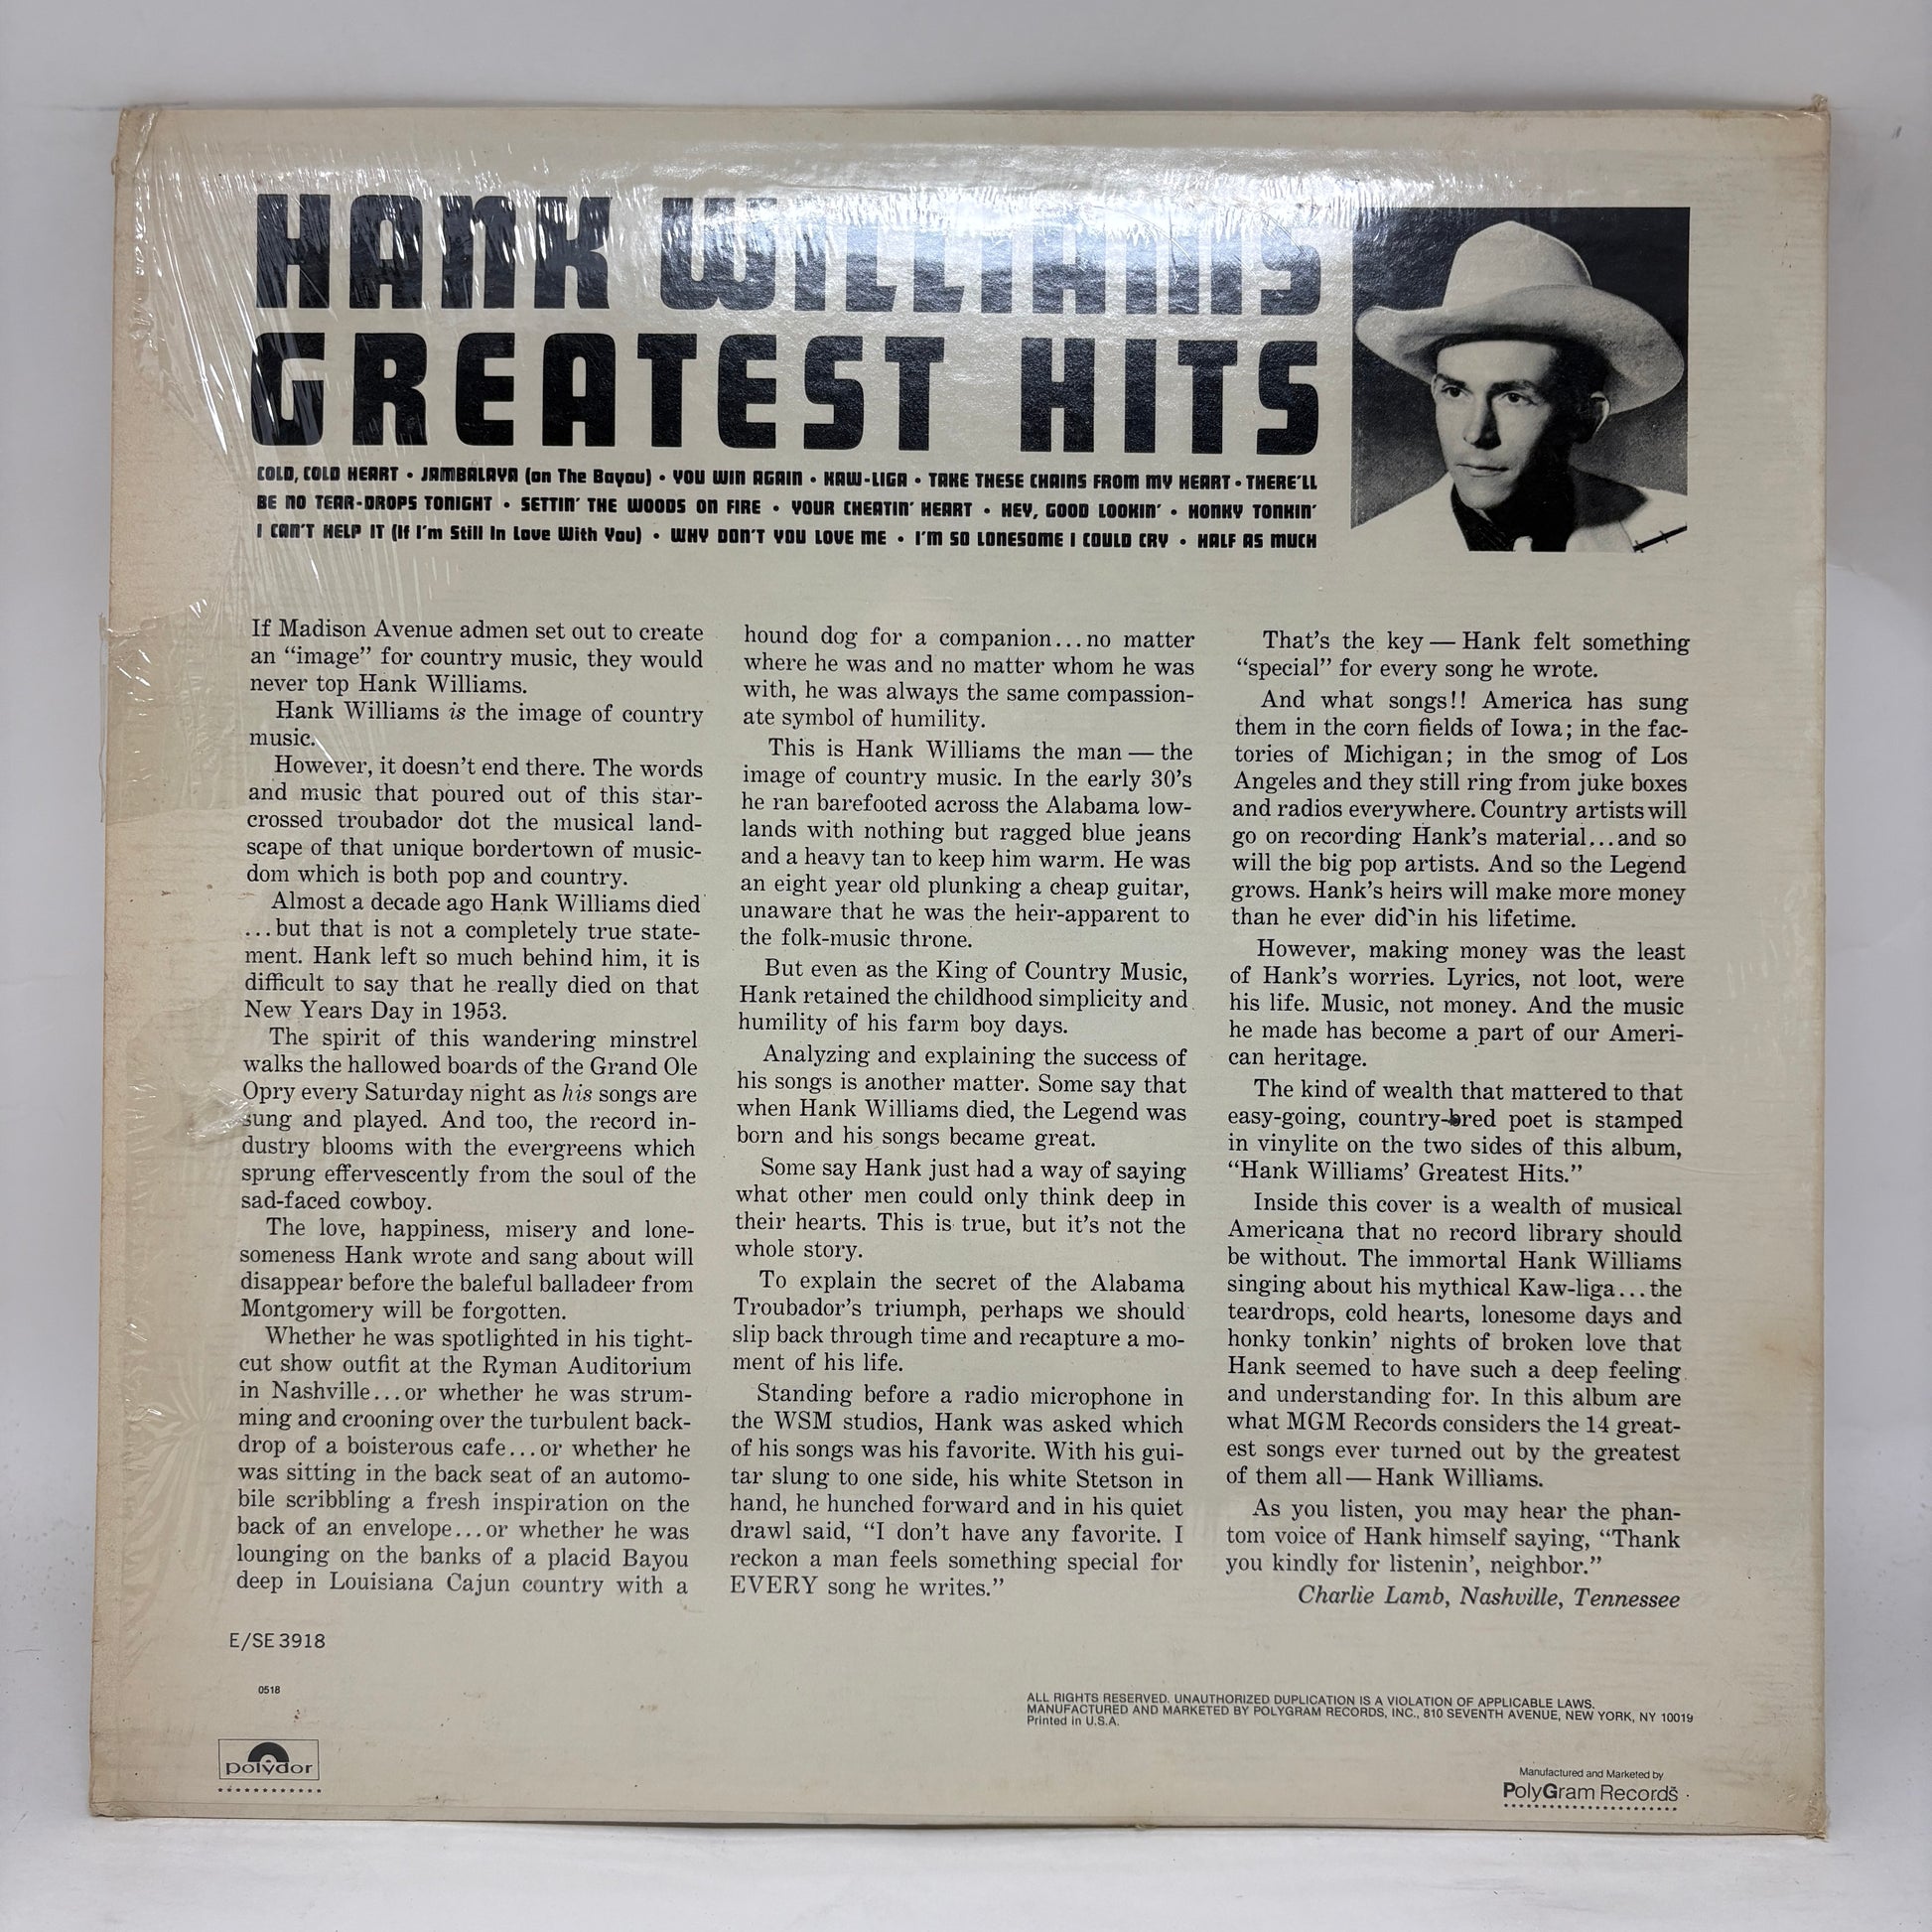 HANK WILLIAMS
GREATEST HITS
COLD, COLD HEART • JAMBALAYA (on The Bayou) • YOU WIN AGAIN • KAW-LIGA • TAKE THESE CHAINS FROM MY HEART • THERE'LL
BE NO TEAR-DROPS TONIGHT • SETTIN' THE WOODS ON FIRE • YOUR CHEATIN' HEART • HEY, GOOD LOOKIN' • HONKY TONKIN'
I CAN'T HELP IT (If I'm Still In Love With You) • WHY DON'T YOU LOVE ME • I'M SO LONESOME I COULD CRY • HALF AS MUCH
If Madison Avenue admen set out to create
an “image” for country music, they would
never top Hank Williams.
Hank Williams is the image of country
music.
However, it doesn't end there. The words
and music that poured out of this star-
crossed troubador dot the musical land-
scape of that unique bordertown of music-
dom which is both pop and country.
Almost a decade ago Hank Williams died
...but that is not a completely true state-
ment. Hank left so much behind him, it is
difficult to say that he really died on that
New Years Day in 1953.
The spirit of this wandering minstrel
walks the hallowed boards of the Grand Ole
Opry every Saturday night as his songs are
sung and played. And too, the record in-
dustry blooms with the evergreens which
sprung effervescently from the soul of the
sad-faced cowboy.
The love, happiness, misery and lone-
someness Hank wrote and sang about will
disappear before the baleful balladeer from
Montgomery will be forgotten.
Whether he was spotlighted in his tight-
cut show outfit at the Ryman Auditorium
in Nashville...or whether he was strum-
ming and crooning over the turbulent back-
drop of a boisterous cafe...or whether he
was sitting in the back seat of an automo-
bile scribbling a fresh inspiration on the
back of an envelope...or whether he was
lounging on the banks of a placid Bayou
deep in Louisiana Cajun country with a
hound dog for a companion...no matter
where he was and no matter whom he was
with, he was always the same compassion-
ate symbol of humility.
This is Hank Williams the man — the
image of country music. In the early 30's
he ran barefooted across the Alabama low-
lands with nothing but ragged blue jeans
and a heavy tan to keep him warm. He was
an eight year old plunking a cheap guitar,
unaware that he was the heir-apparent to
the folk-music throne.
But even as the King of Country Music,
Hank retained the childhood simplicity and
humility of his farm boy days.
Analyzing and explaining the success of
his songs is another matter. Some say that
when Hank Williams died, the Legend was
born and his songs became great.
Some say Hank just had a way of saying
what other men could only think deep in
their hearts. This is true, but it's not the
whole story.
To explain the secret of the Alabama
Troubador's triumph, perhaps we should
slip back through time and recapture a mo-
ment of his life.
Standing before a radio microphone in
the WSM studios, Hank was asked which
of his songs was his favorite. With his gui-
tar slung to one side, his white Stetson in
hand, he hunched forward and in his quiet
drawl said, “I don't have any favorite. I
reckon a man feels something special for
EVERY song he writes.”
That's the key — Hank felt something
“special” for every song he wrote.
And what songs!! America has sung
them in the corn fields of Iowa; in the fac-
tories of Michigan; in the smog of Los
Angeles and they still ring from juke boxes
and radios everywhere. Country artists will
go on recording Hank's material...and so
will the big pop artists. And so the Legend
grows. Hank's heirs will make more money
than he ever did in his lifetime.
However, making money was the least
of Hank's worries. Lyrics, not loot, were
his life. Music, not money. And the music
he made has become a part of our Ameri-
can heritage.
The kind of wealth that mattered to that
easy-going, country-bred poet is stamped
in vinylite on the two sides of this album,
“Hank Williams' Greatest Hits.”
Inside this cover is a wealth of musical
Americana that no record library should
be without. The immortal Hank Williams
singing about his mythical Kaw-liga...the
teardrops, cold hearts, lonesome days and
honky tonkin' nights of broken love that
Hank seemed to have such a deep feeling
and understanding for. In this album are
what MGM Records considers the 14 great-
est songs ever turned out by the greatest
of them all — Hank Williams.
As you listen, you may hear the phan-
tom voice of Hank himself saying, “Thank
you kindly for listenin', neighbor.”
Charlie Lamb, Nashville, Tennessee
E/SE 3918
0518
ALL RIGHTS RESERVED. UNAUTHORIZED DUPLICATION IS A VIOLATION OF APPLICABLE LAWS.
MANUFACTURED AND MARKETED BY POLYGRAM RECORDS, INC., 810 SEVENTH AVENUE, NEW YORK, NY 10019
Printed in U.S.A.
polydor
Manufactured and Marketed by
PolyGram Records